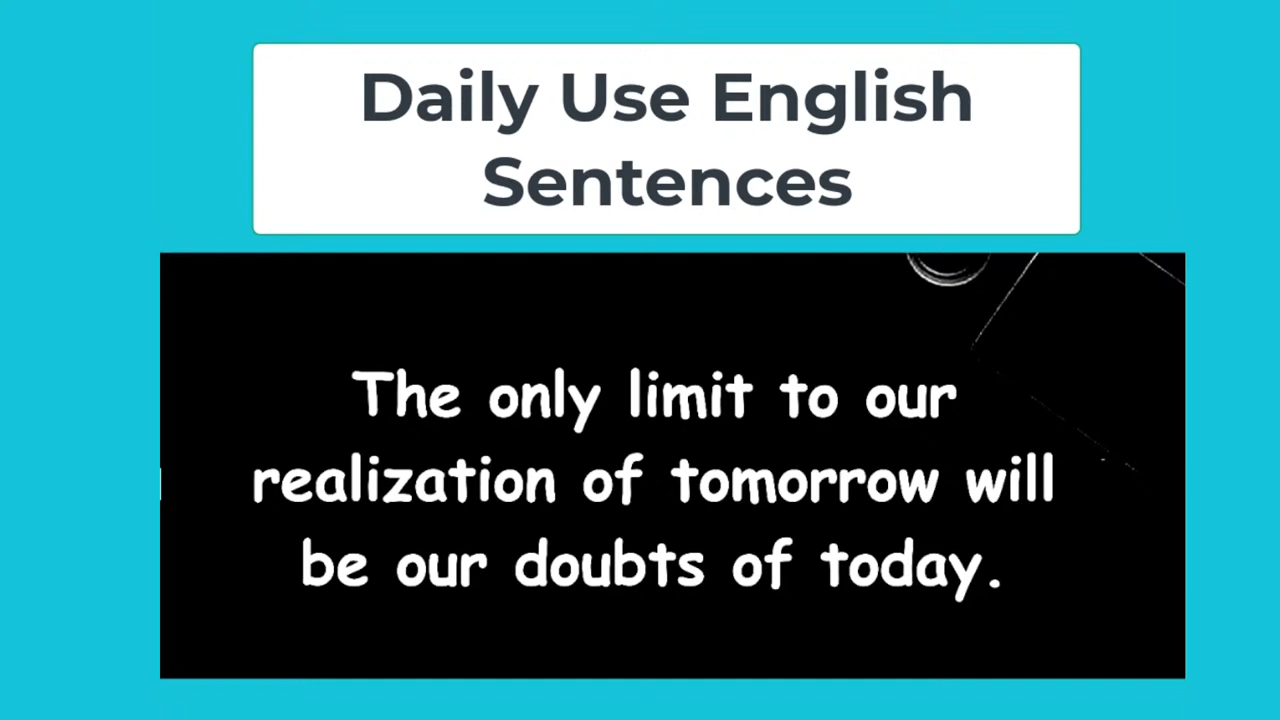 Daily Use English
Sentences
The only limit to our
realization of tomorrow will
be our doubts of today.